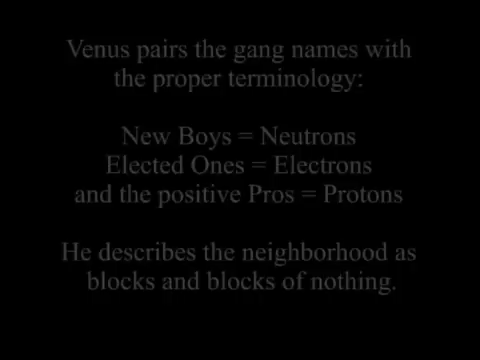 Venus pairs the gang names with
the proper terminology:
New Boys = Neutrons
Elected Ones = Electrons
and the positive Pros = Protons
He describes the neighborhood as
blocks and blocks of nothing.